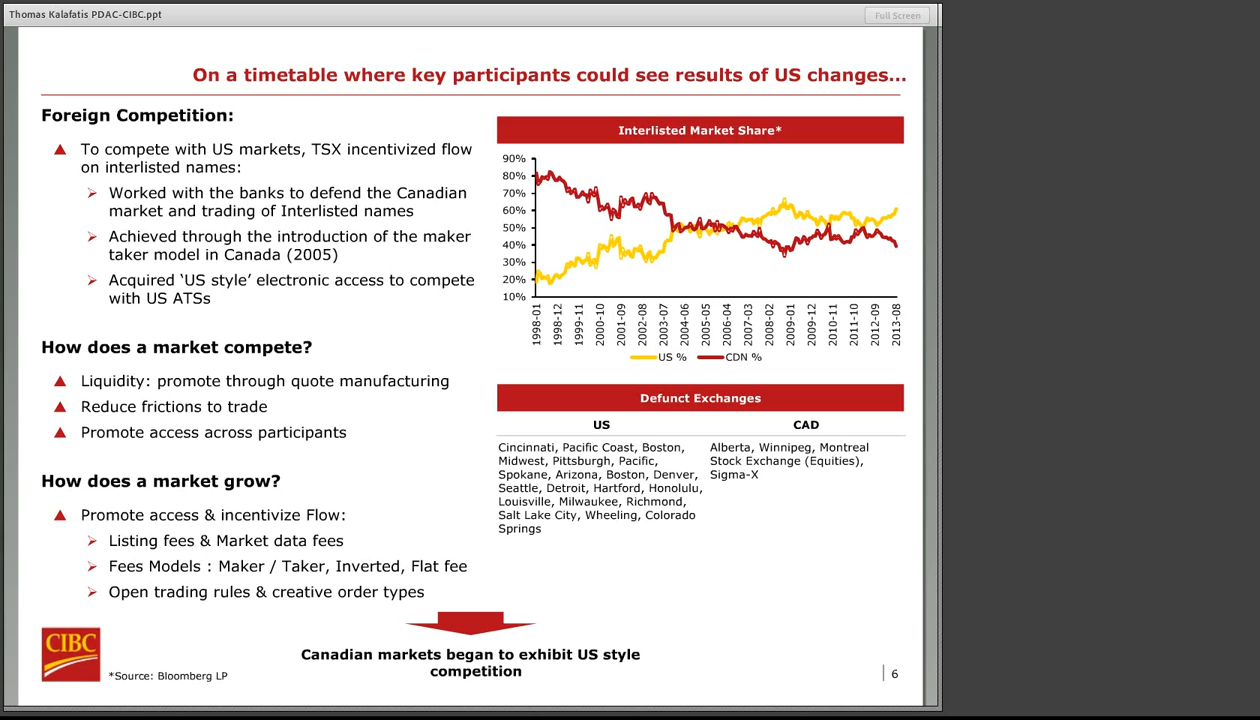 Thomas Kalafatis PDAC-CIBC.ppt
Full Screen
On a timetable where key participants could see results of US changes...
Foreign Competition:
To compete with US markets, TSX incentivized flow
on interlisted names:
Worked with the banks to defend the Canadian
market and trading of Interlisted names
Achieved through the introduction of the maker
taker model in Canada (2005)
Acquired ‘US style’ electronic access to compete
with US ATSs
How does a market compete?
Liquidity: promote through quote manufacturing
Reduce frictions to trade
Promote access across participants
How does a market grow?
Promote access & incentivize Flow:
Listing fees & Market data fees
Fees Models : Maker / Taker, Inverted, Flat fee
Open trading rules & creative order types
Interlisted Market Share*
90%
80%
70%
60%
50%
40%
30%
20%
10%
1998-01
1998-12
1999-11
2000-10
2001-09
2002-08
2003-07
2004-06
2005-05
2006-04
2007-03
2008-02
2009-01
2009-12
2010-11
2011-10
2012-09
2013-08
US % CDN %
Defunct Exchanges
US CAD
Cincinnati, Pacific Coast, Boston,
Midwest, Pittsburgh, Pacific,
Spokane, Arizona, Boston, Denver,
Seattle, Detroit, Hartford, Honolulu,
Louisville, Milwaukee, Richmond,
Salt Lake City, Wheeling, Colorado
Springs
Alberta, Winnipeg, Montreal
Stock Exchange (Equities),
Sigma-X
Canadian markets began to exhibit US style
competition
CIBC
*Source: Bloomberg LP
6